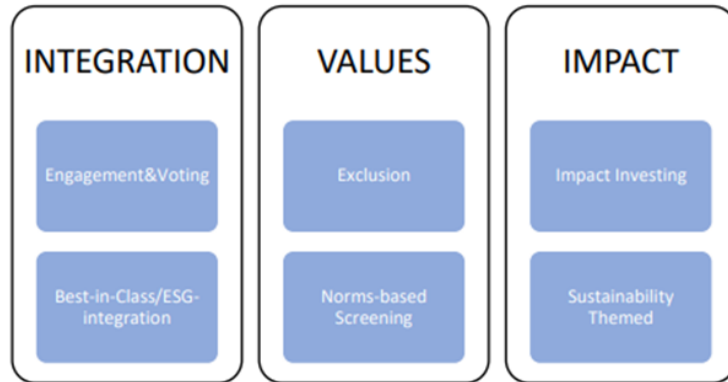 INTEGRATION
Engagement&Voting
Best-in-Class/ESG-
integration
VALUES
Exclusion
Norms-based
Screening
IMPACT
Impact Investing
Sustainability
Themed